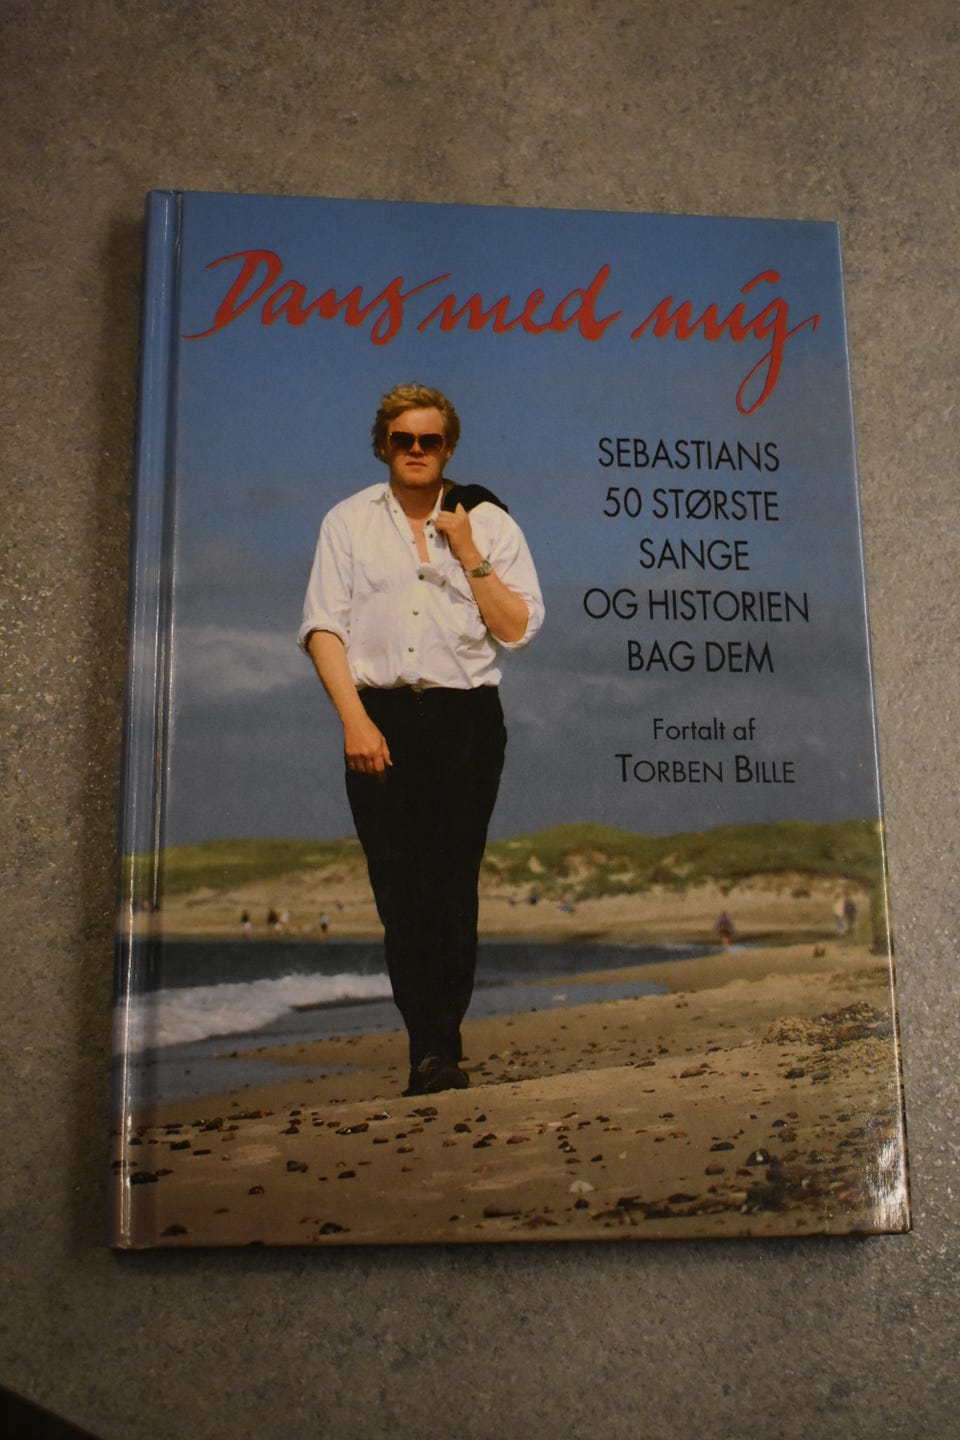 Dans med mig
SEBASTIANS
50 STØRSTE
SANGE
OG HISTORIEN
BAG DEM
Fortalt af
TORBEN BILLE